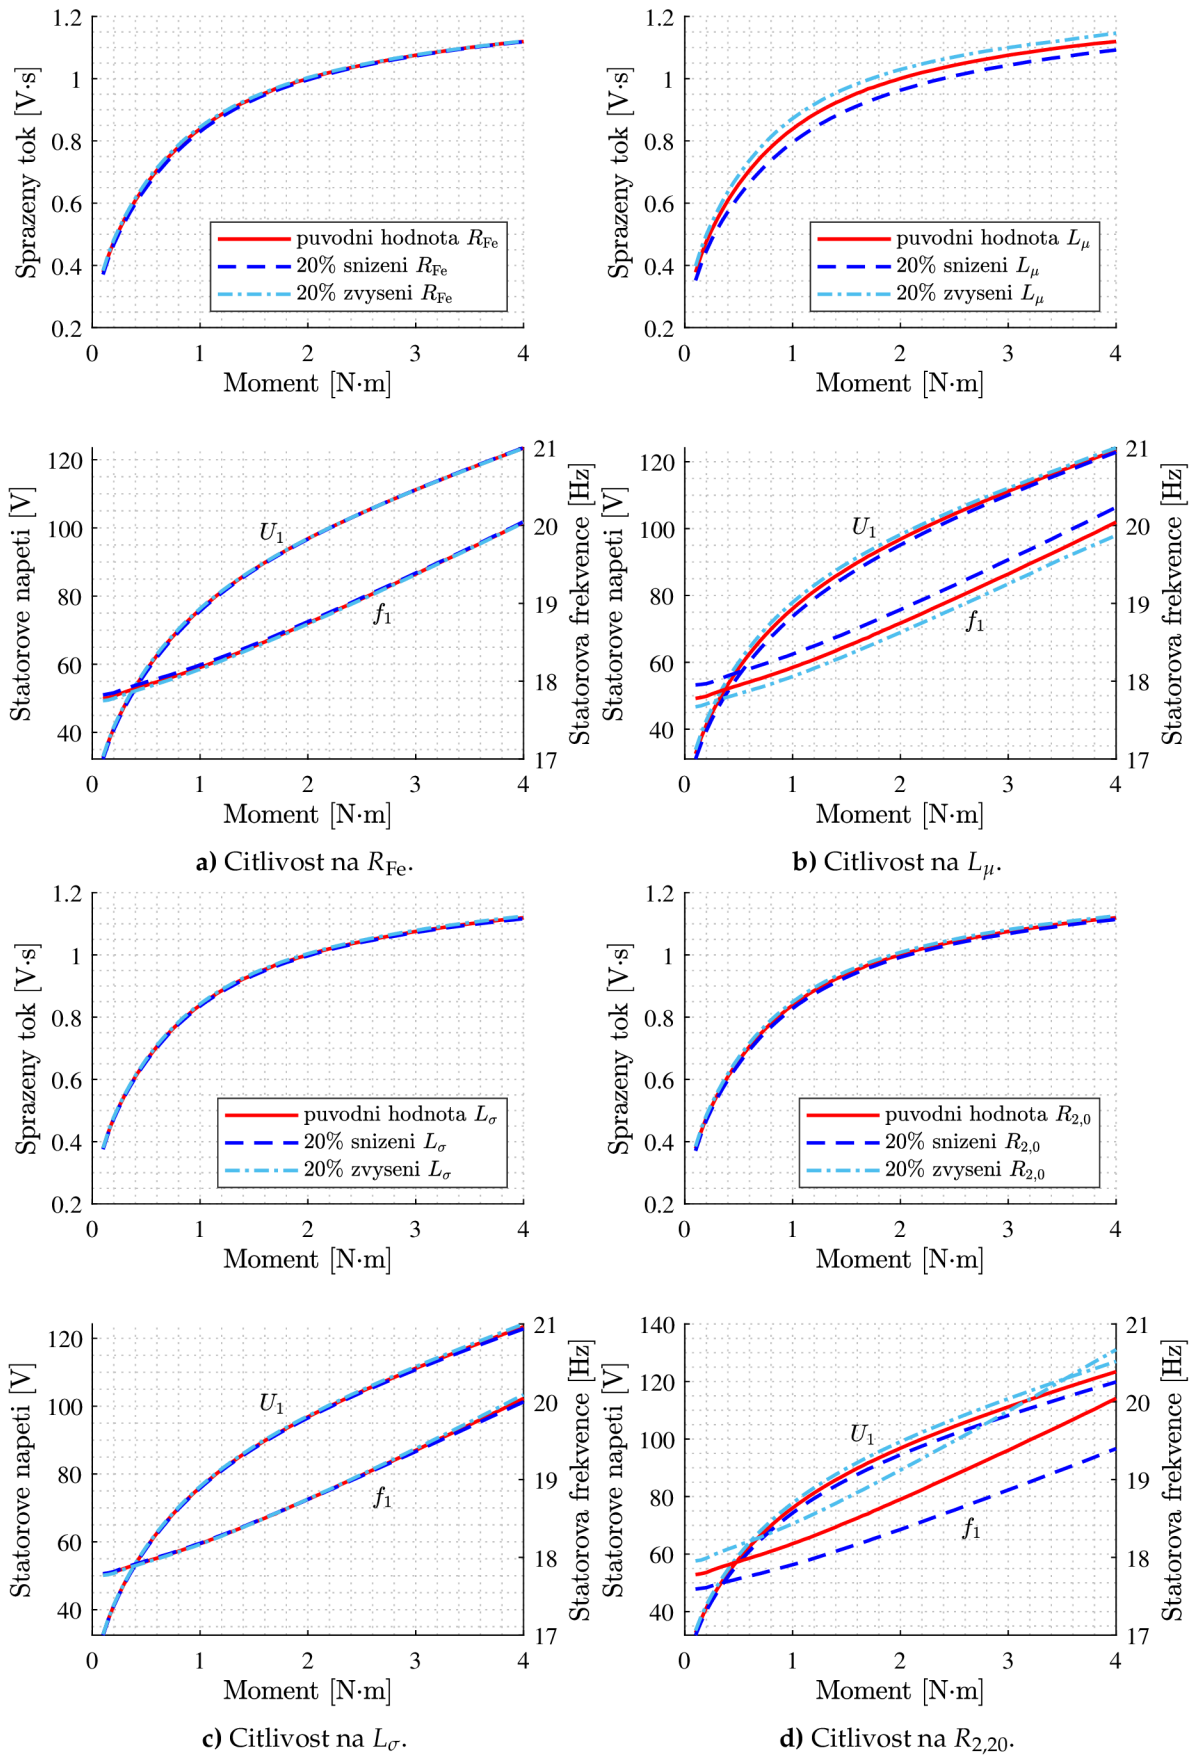 1.2
1
0.8
0.6
0.4
0.2
Sprazeny tok [V·s]
puvodni hodnota R_Fe
20% snizeni R_Fe
20% zvyseni R_Fe
0 1 2 3 4
Moment [N·m]
1.2
1
0.8
0.6
0.4
0.2
Sprazeny tok [V·s]
puvodni hodnota L_μ
20% snizeni L_μ
20% zvyseni L_μ
0 1 2 3 4
Moment [N·m]
120
100
80
60
40
Statorove napeti [V]
U_1
f_1
21
20
19
18
17
Statorova frekvence [Hz]
0 1 2 3 4
Moment [N·m]
120
100
80
60
40
Statorove napeti [V]
U_1
f_1
21
20
19
18
17
Statorova frekvence [Hz]
0 1 2 3 4
Moment [N·m]
a) Citlivost na R_Fe.
b) Citlivost na L_μ.
1.2
1
0.8
0.6
0.4
0.2
Sprazeny tok [V·s]
puvodni hodnota L_σ
20% snizeni L_σ
20% zvyseni L_σ
0 1 2 3 4
Moment [N·m]
1.2
1
0.8
0.6
0.4
0.2
Sprazeny tok [V·s]
puvodni hodnota R_2,0
20% snizeni R_2,0
20% zvyseni R_2,0
0 1 2 3 4
Moment [N·m]
120
100
80
60
40
Statorove napeti [V]
U_1
f_1
21
20
19
18
17
Statorova frekvence [Hz]
0 1 2 3 4
Moment [N·m]
140
120
100
80
60
40
Statorove napeti [V]
U_1
f_1
21
20
19
18
17
Statorova frekvence [Hz]
0 1 2 3 4
Moment [N·m]
c) Citlivost na L_σ.
d) Citlivost na R_2,20.